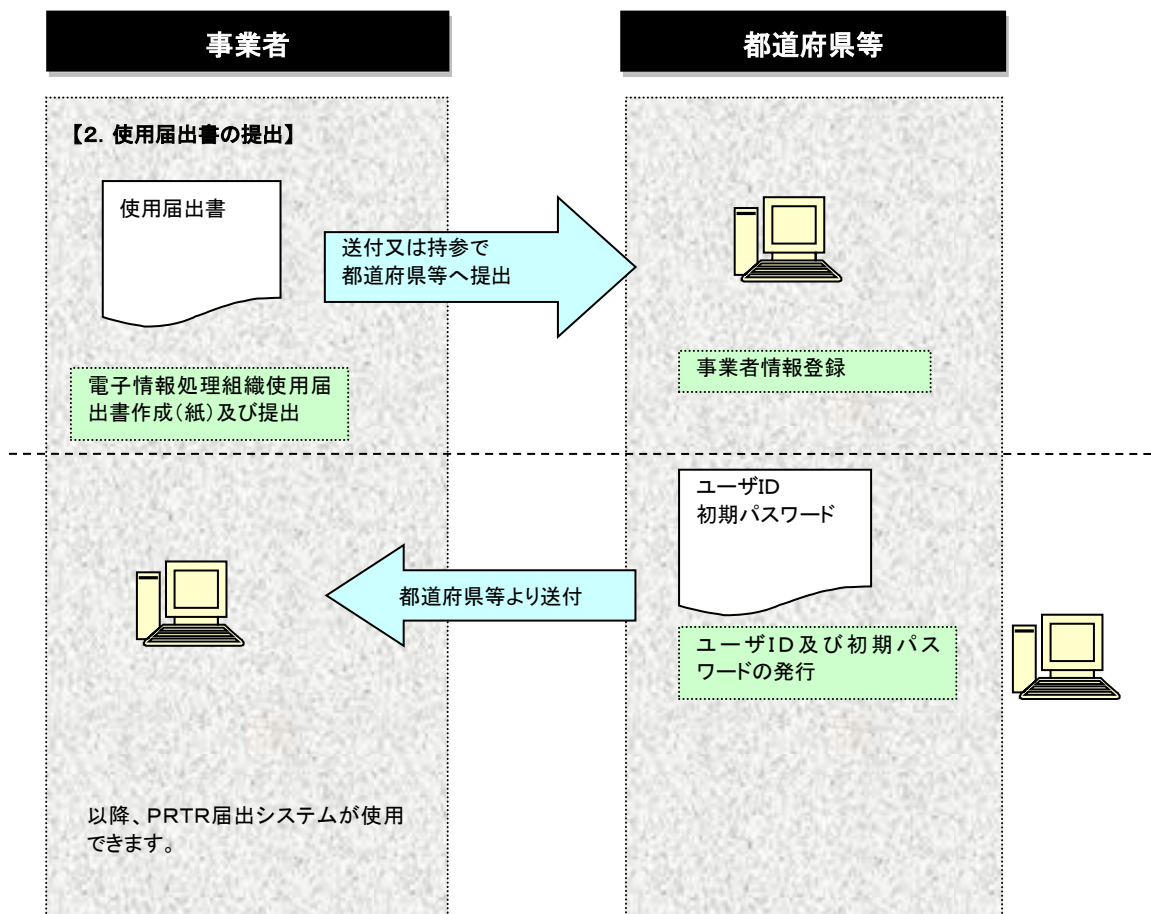 事業者
都道府県等
【2．使用届出書の提出】
使用届出書
送付又は持参で
都道府県等へ提出
電子情報処理組織使用届
出書作成（紙）及び提出
事業者情報登録
ユーザID
初期パスワード
都道府県等より送付
ユーザID及び初期パス
ワードの発行
以降、PRTR届出システムが使用
できます。